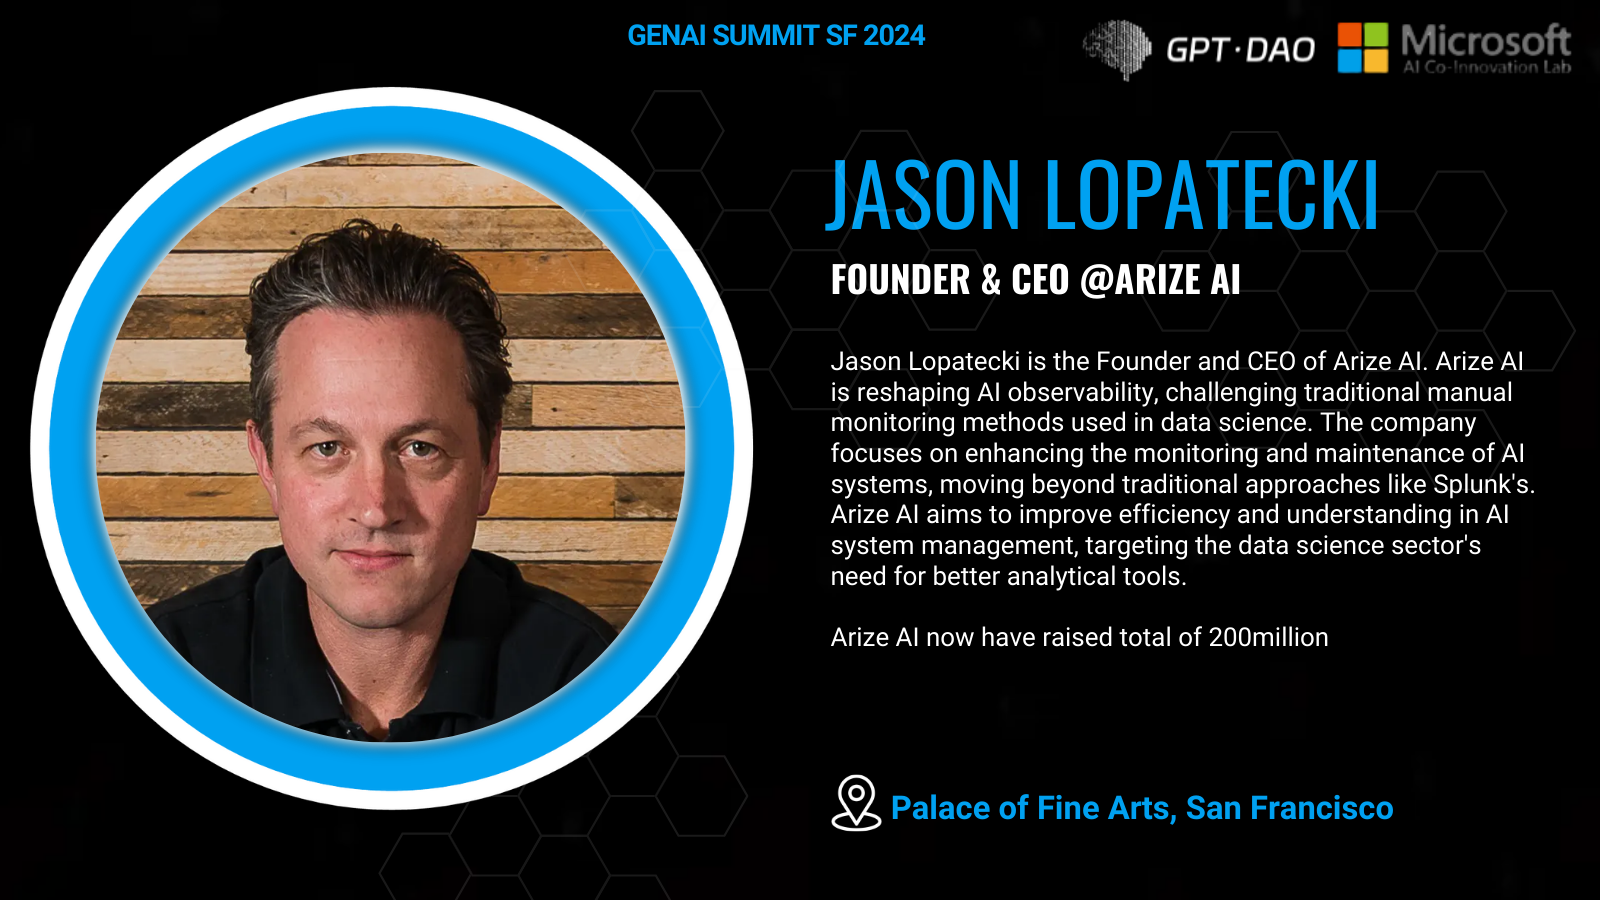 GENAI SUMMIT SF 2024
GPT·DAO
Microsoft
AI Co-Innovation Lab
JASON LOPATECKI
FOUNDER & CEO @ARIZE AI
Jason Lopatecki is the Founder and CEO of Arize AI. Arize AI
is reshaping AI observability, challenging traditional manual
monitoring methods used in data science. The company
focuses on enhancing the monitoring and maintenance of AI
systems, moving beyond traditional approaches like Splunk's.
Arize AI aims to improve efficiency and understanding in AI
system management, targeting the data science sector's
need for better analytical tools.
Arize AI now have raised total of 200million
Palace of Fine Arts, San Francisco